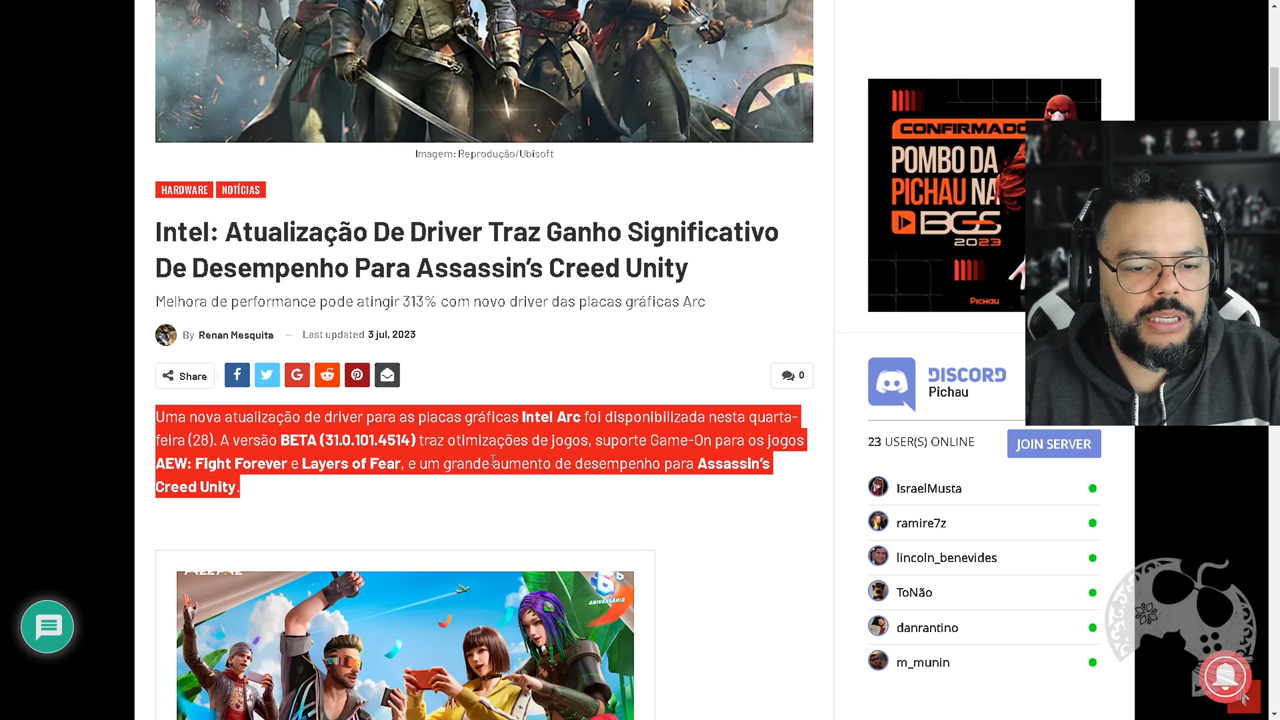 Imagem: Reprodução/Ubisoft
HARDWARE NOTÍCIAS
Intel: Atualização De Driver Traz Ganho Significativo
De Desempenho Para Assassin's Creed Unity
Melhora de performance pode atingir 313% com novo driver das placas gráficas Arc
By Renan Mesquita — Last updated 3 jul, 2023
Share
0
Uma nova atualização de driver para as placas gráficas Intel Arc foi disponibilizada nesta quarta-
feira (28). A versão BETA (31.0.101.4514) traz otimizações de jogos, suporte Game-On para os jogos
AEW: Fight Forever e Layers of Fear, e um grande aumento de desempenho para Assassin's
Creed Unity.
ANIVERSÁRIO
CONFIRMADO
POMBO DA
PICHAU NA
BGS
2023
PICHAU
DISCORD
Pichau
23 USER(S) ONLINE
JOIN SERVER
IsraelMusta
ramire7z
lincoln_benevides
ToNão
danrantino
m_munin